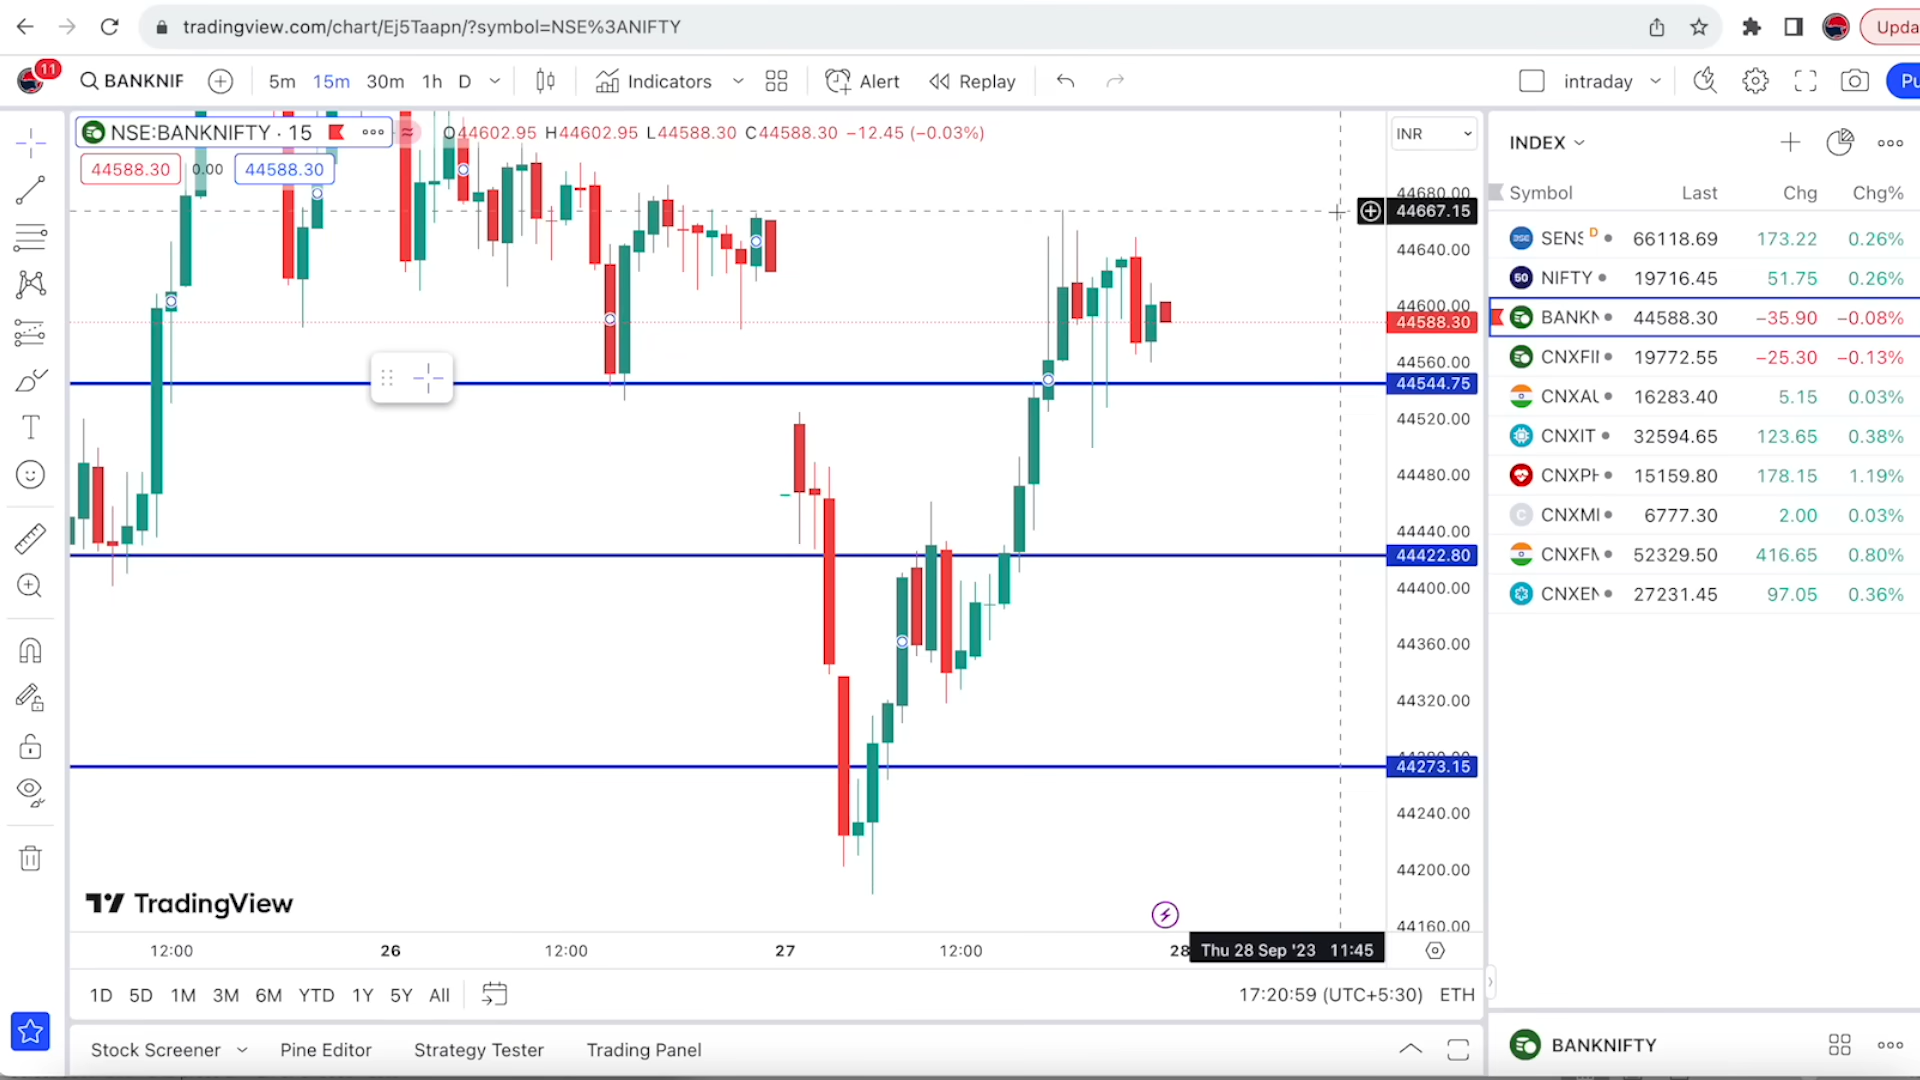 tradingview.com/chart/Ej5Taapn/?symbol=NSE%3ANIFTY
Upda
11
BANKNIF
5m 15m 30m 1h D
Indicators
Alert
Replay
intraday
Pu
NSE:BANKNIFTY · 15
O44602.95 H44602.95 L44588.30 C44588.30 −12.45 (−0.03%)
44588.30 0.00 44588.30
INR
44680.00
44667.15
44640.00
44600.00
44588.30
44560.00
44544.75
44520.00
44480.00
44440.00
44422.80
44400.00
44360.00
44320.00
44273.15
44240.00
44200.00
44160.00
INDEX
Symbol Last Chg Chg%
SENS D 66118.69 173.22 0.26%
50 NIFTY 19716.45 51.75 0.26%
BANKN 44588.30 −35.90 −0.08%
CNXFII 19772.55 −25.30 −0.13%
CNXAU 16283.40 5.15 0.03%
CNXIT 32594.65 123.65 0.38%
CNXPH 15159.80 178.15 1.19%
C CNXMI 6777.30 2.00 0.03%
CNXFM 52329.50 416.65 0.80%
CNXEN 27231.45 97.05 0.36%
TradingView
12:00 26 12:00 27 12:00 28 Thu 28 Sep '23 11:45
1D 5D 1M 3M 6M YTD 1Y 5Y All
17:20:59 (UTC+5:30) ETH
Stock Screener Pine Editor Strategy Tester Trading Panel
BANKNIFTY